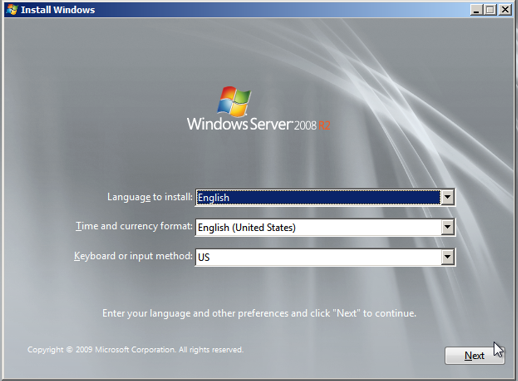 Install Windows
Windows Server 2008 R2
Language to install: English
Time and currency format: English (United States)
Keyboard or input method: US
Enter your language and other preferences and click "Next" to continue.
Copyright © 2009 Microsoft Corporation. All rights reserved.
Next